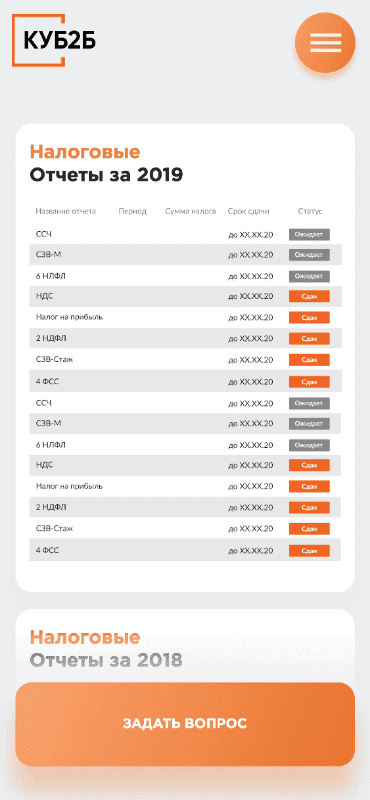 КУБ2Б
Налоговые
Отчеты за 2019
Название отчета Период Сумма налога Срок сдачи Статус
ССЧ до XX.XX.20 Ожидает
СЗВ-М до XX.XX.20 Ожидает
6 НЛФЛ до XX.XX.20 Ожидает
НДС до XX.XX.20 Сдан
Налог на прибыль до XX.XX.20 Сдан
2 НДФЛ до XX.XX.20 Сдан
СЗВ-Стаж до XX.XX.20 Сдан
4 ФСС до XX.XX.20 Сдан
ССЧ до XX.XX.20 Ожидает
СЗВ-М до XX.XX.20 Ожидает
6 НЛФЛ до XX.XX.20 Ожидает
НДС до XX.XX.20 Сдан
Налог на прибыль до XX.XX.20 Сдан
2 НДФЛ до XX.XX.20 Сдан
СЗВ-Стаж до XX.XX.20 Сдан
4 ФСС до XX.XX.20 Сдан
Налоговые
Отчеты за 2018
ЗАДАТЬ ВОПРОС